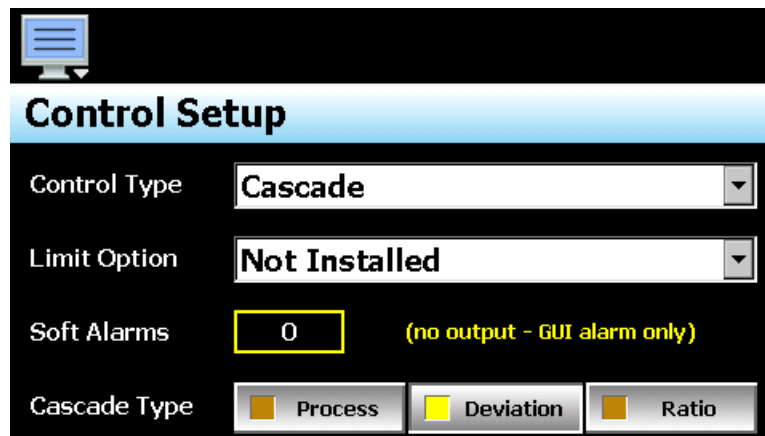 Control Setup
Control Type Cascade
Limit Option Not Installed
Soft Alarms 0 (no output - GUI alarm only)
Cascade Type Process Deviation Ratio